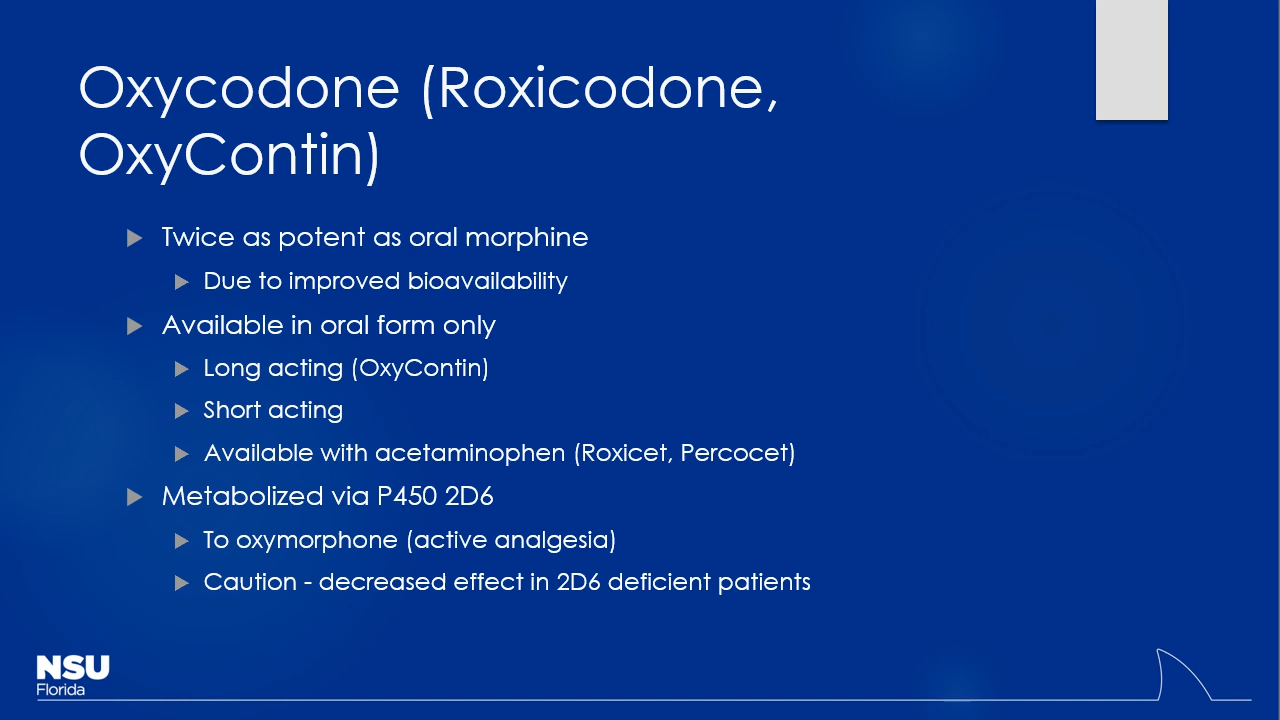 Oxycodone (Roxicodone,
OxyContin)
Twice as potent as oral morphine
Due to improved bioavailability
Available in oral form only
Long acting (OxyContin)
Short acting
Available with acetaminophen (Roxicet, Percocet)
Metabolized via P450 2D6
To oxymorphone (active analgesia)
Caution - decreased effect in 2D6 deficient patients
NSU
Florida